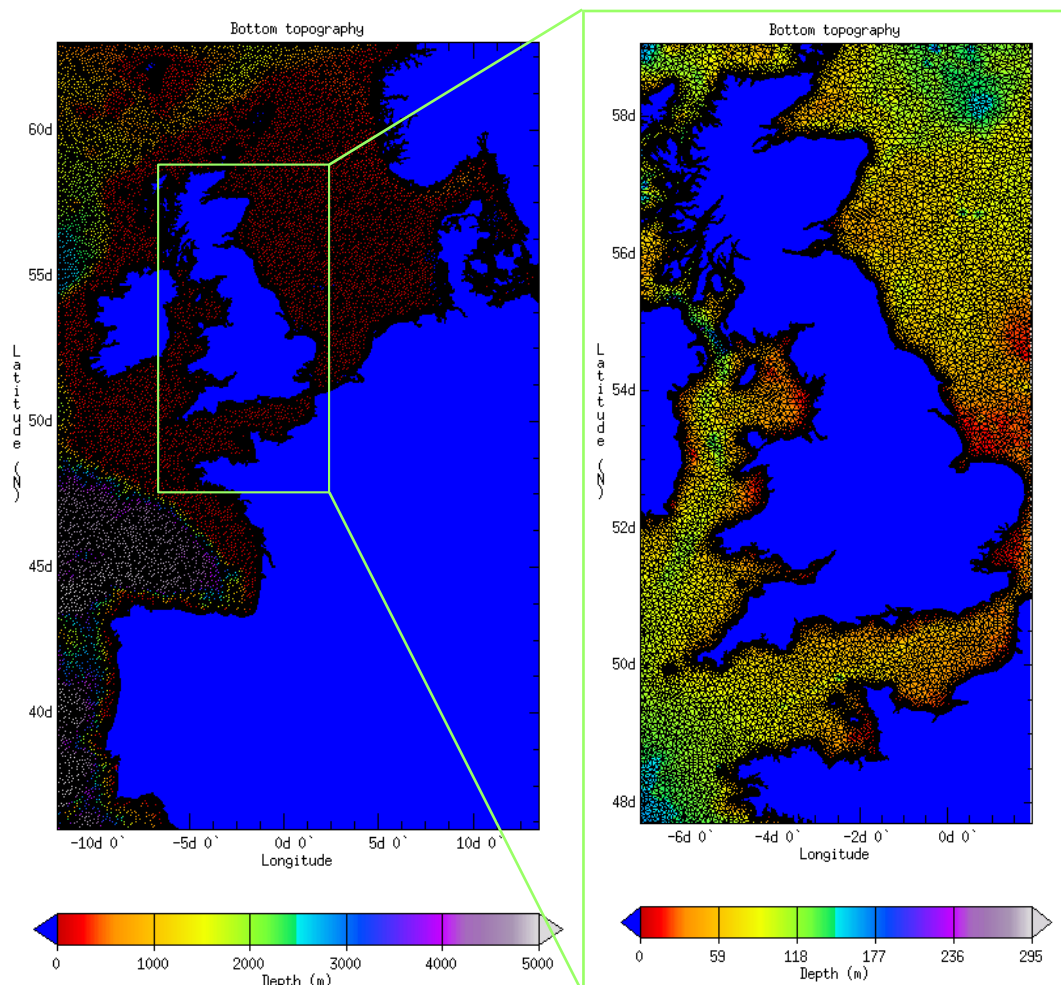 Bottom topography
60d
55d
50d
45d
40d
Latitude (N)
-10d 0` -5d 0` 0d 0` 5d 0` 10d 0`
Longitude
0 1000 2000 3000 4000 5000
Depth (m)
Bottom topography
58d
56d
54d
52d
50d
48d
Latitude (N)
-6d 0` -4d 0` -2d 0` 0d 0`
Longitude
0 59 118 177 236 295
Depth (m)